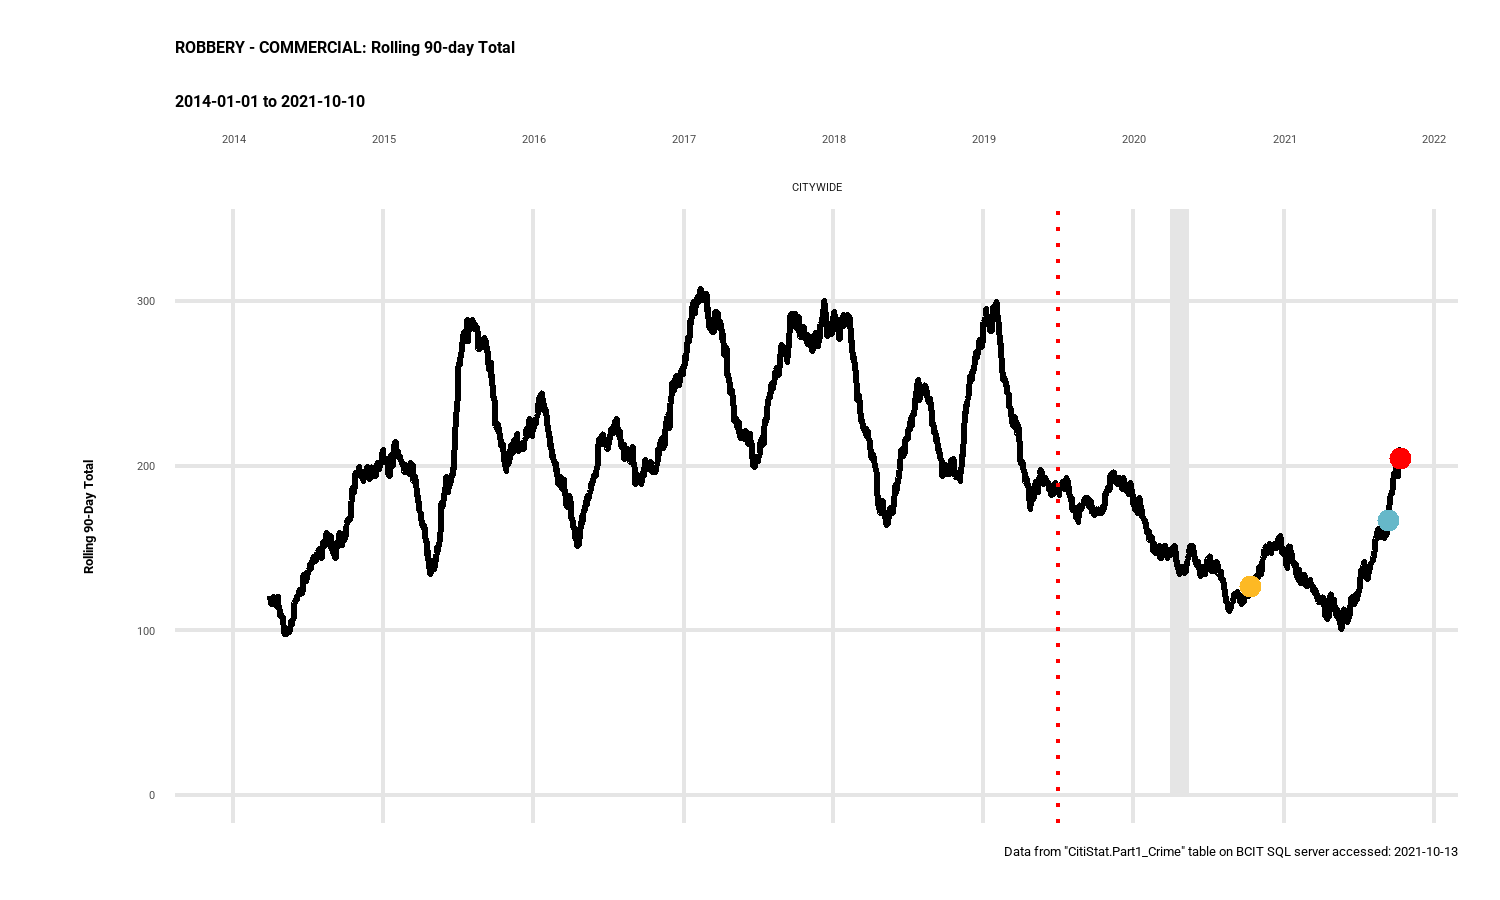 ROBBERY - COMMERCIAL: Rolling 90-day Total
2014-01-01 to 2021-10-10
2014 2015 2016 2017 2018 2019 2020 2021 2022
CITYWIDE
300
200
100
0
Rolling 90-Day Total
Data from "CitiStat.Part1_Crime" table on BCIT SQL server accessed: 2021-10-13